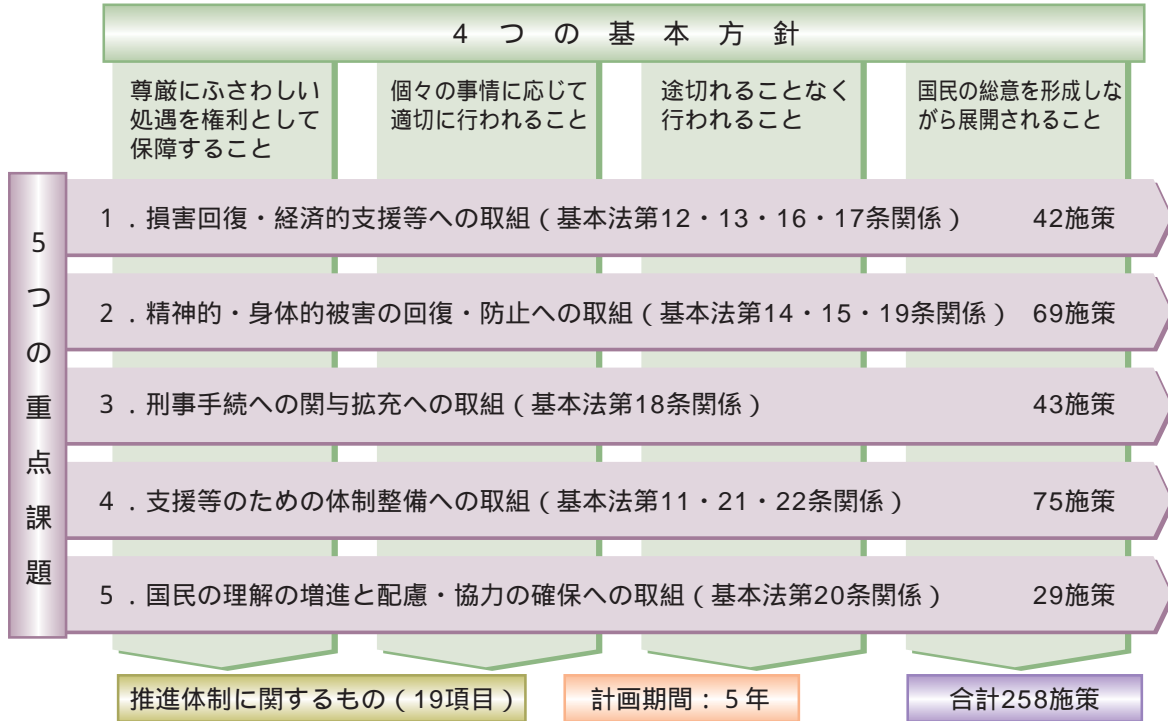 4つの基本方針
尊厳にふさわしい
処遇を権利として
保障すること
個々の事情に応じて
適切に行われること
途切れることなく
行われること
国民の総意を形成しな
がら展開されること
5つの重点課題
1．損害回復・経済的支援等への取組（基本法第12・13・16・17条関係） 42施策
2．精神的・身体的被害の回復・防止への取組（基本法第14・15・19条関係） 69施策
3．刑事手続への関与拡充への取組（基本法第18条関係） 43施策
4．支援等のための体制整備への取組（基本法第11・21・22条関係） 75施策
5．国民の理解の増進と配慮・協力の確保への取組（基本法第20条関係） 29施策
推進体制に関するもの（19項目）
計画期間：5年
合計258施策